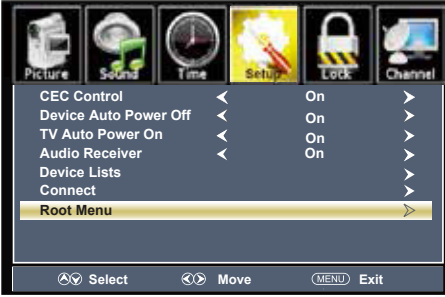 Picture Sound Time Setup Lock Channel
CEC Control On
Device Auto Power Off On
TV Auto Power On On
Audio Receiver On
Device Lists
Connect
Root Menu
Select Move MENU Exit